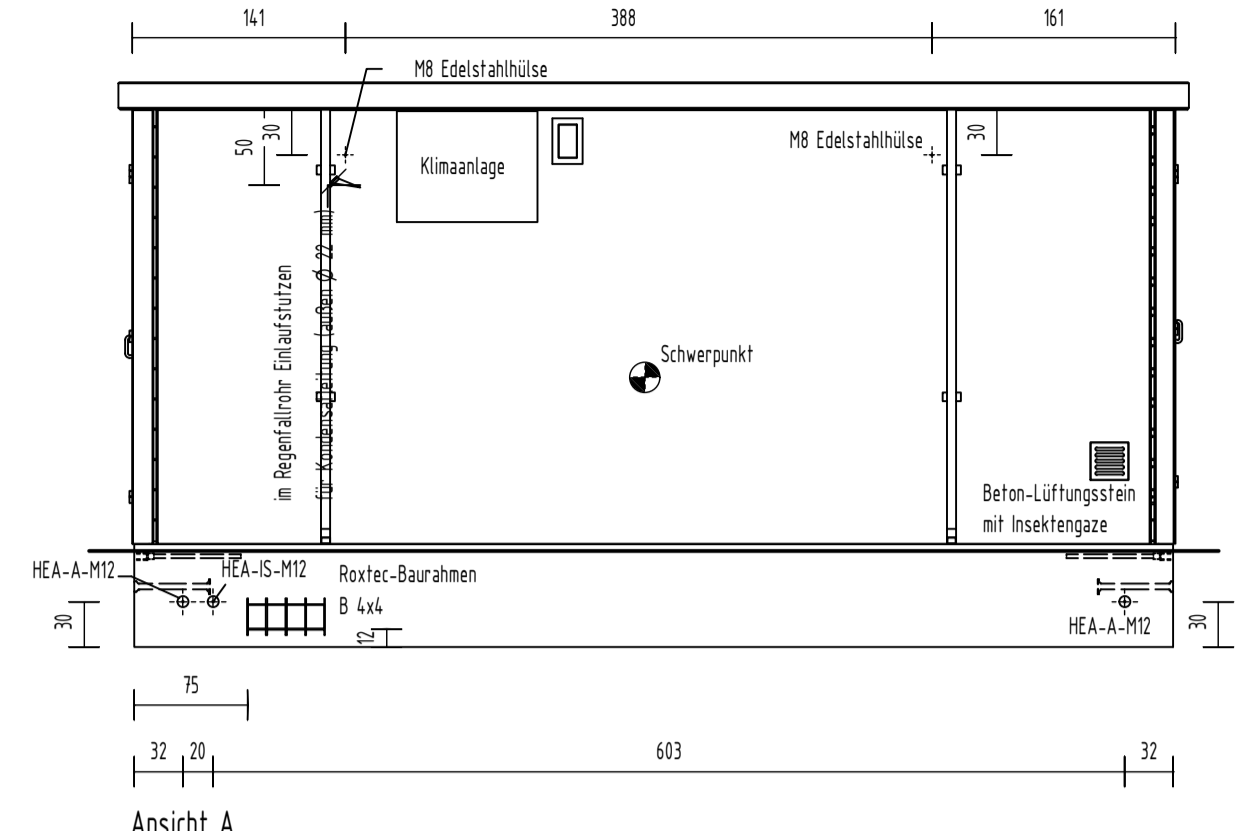 141
388
161
M8 Edelstahlhülse
50
30
Klimaanlage
M8 Edelstahlhülse
30
im Regenfallrohr Einlaufstutzen
für Kondensatleitung (außen Ø 22 mm)
Schwerpunkt
Beton-Lüftungsstein
mit Insektengaze
HEA-A-M12
HEA-IS-M12
Roxtec-Baurahmen
B 4x4
30
12
HEA-A-M12
30
75
32
20
603
32
Ansicht A